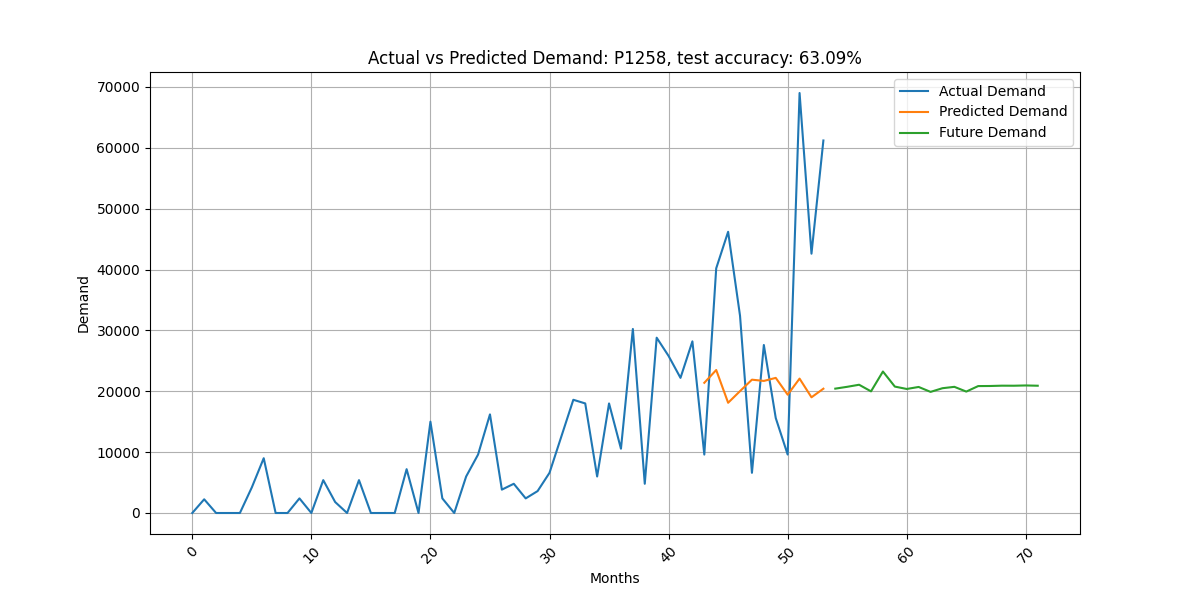 Actual vs Predicted Demand: P1258, test accuracy: 63.09%
Actual Demand
Predicted Demand
Future Demand
Demand
70000
60000
50000
40000
30000
20000
10000
0
0 10 20 30 40 50 60 70
Months